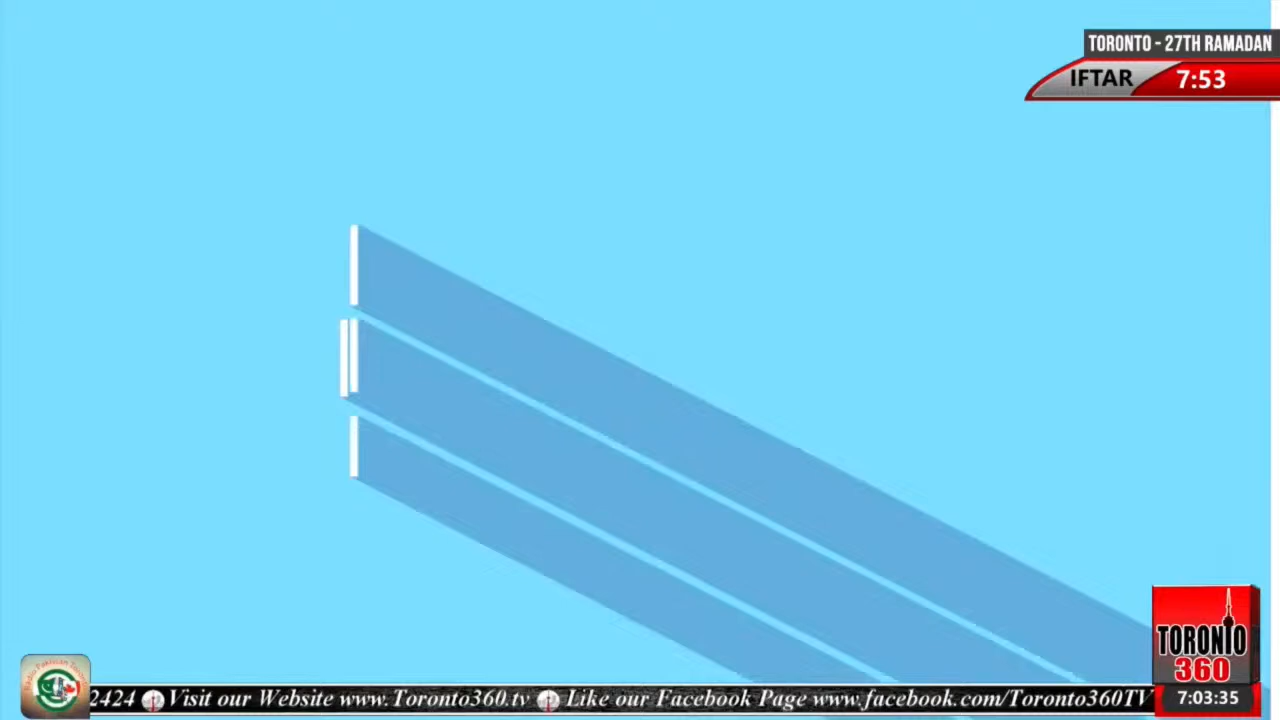 TORONTO - 27TH RAMADAN
IFTAR 7:53
TORONTO
360
2424 Visit our Website www.Toronto360.tv Like our Facebook Page www.facebook.com/Toronto360TV
7:03:35